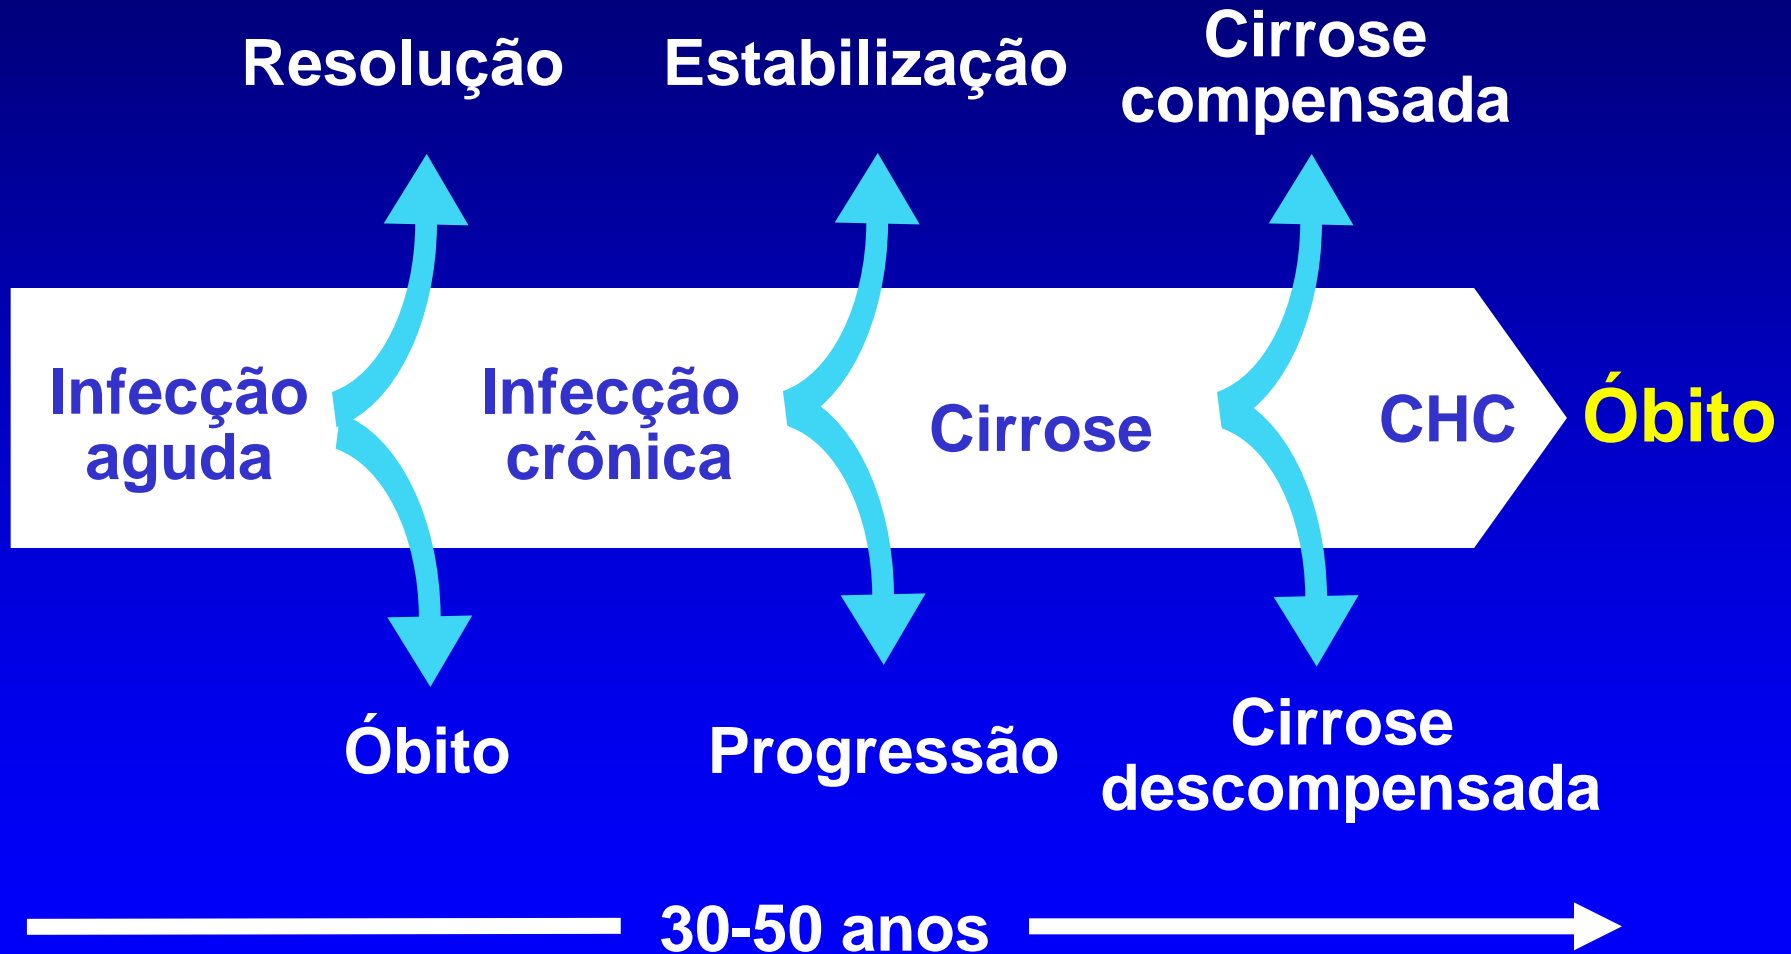 Resolução
Estabilização
Cirrose
compensada
Infecção
aguda
Infecção
crônica
Cirrose
CHC
Óbito
Óbito
Progressão
Cirrose
descompensada
30-50 anos